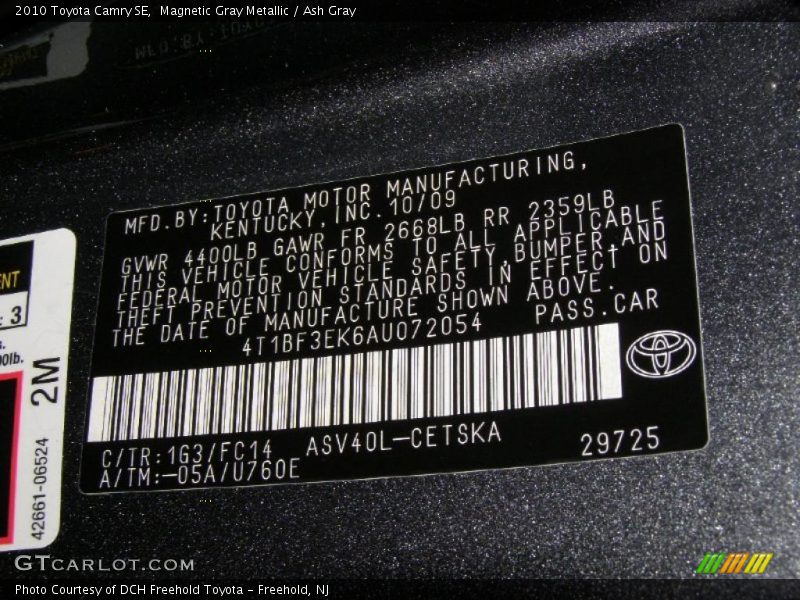 2010 Toyota Camry SE, Magnetic Gray Metallic / Ash Gray
MFD.BY:TOYOTA MOTOR MANUFACTURING,
KENTUCKY,INC.10/09
GVWR 4400LB GAWR FR 2668LB RR 2359LB
THIS VEHICLE CONFORMS TO ALL APPLICABLE
FEDERAL MOTOR VEHICLE SAFETY,BUMPER,AND
THEFT PREVENTION STANDARDS IN EFFECT ON
THE DATE OF MANUFACTURE SHOWN ABOVE.
4T1BF3EK6AU072054 PASS.CAR
C/TR:1G3/FC14 ASV40L-CETSKA
A/TM:-05A/U760E 29725
3
2M
42661-06524
GTCARLOT.COM
Photo Courtesy of DCH Freehold Toyota - Freehold, NJ